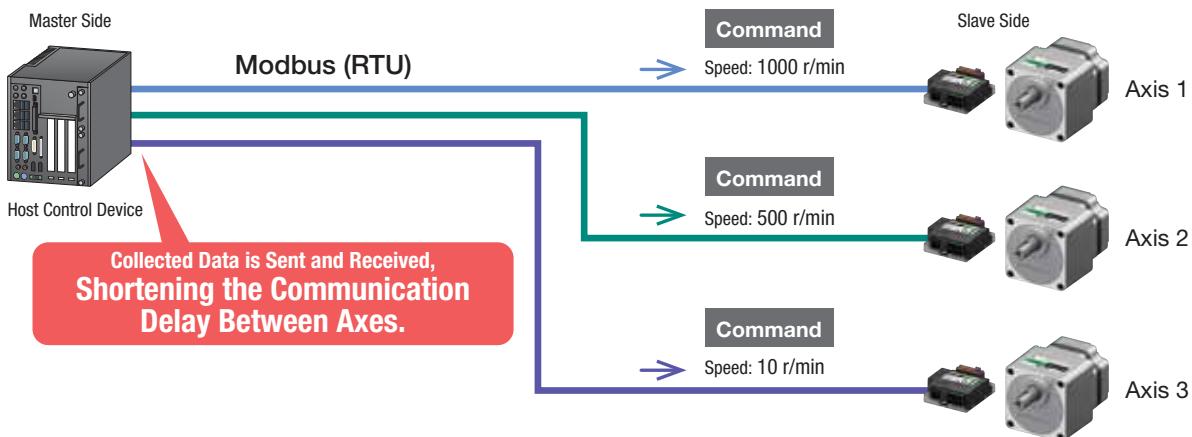 Master Side
Command
Slave Side
Modbus (RTU)
Speed: 1000 r/min
Axis 1
Command
Host Control Device
Speed: 500 r/min
Axis 2
Collected Data is Sent and Received,
Shortening the Communication
Delay Between Axes.
Command
Speed: 10 r/min
Axis 3